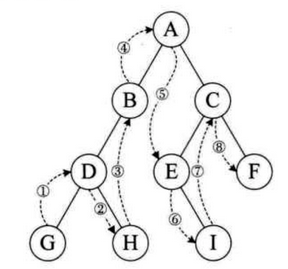 A
④
B ⑤ C
⑧
D ③ E ⑦ F
① ② ⑥
G H I